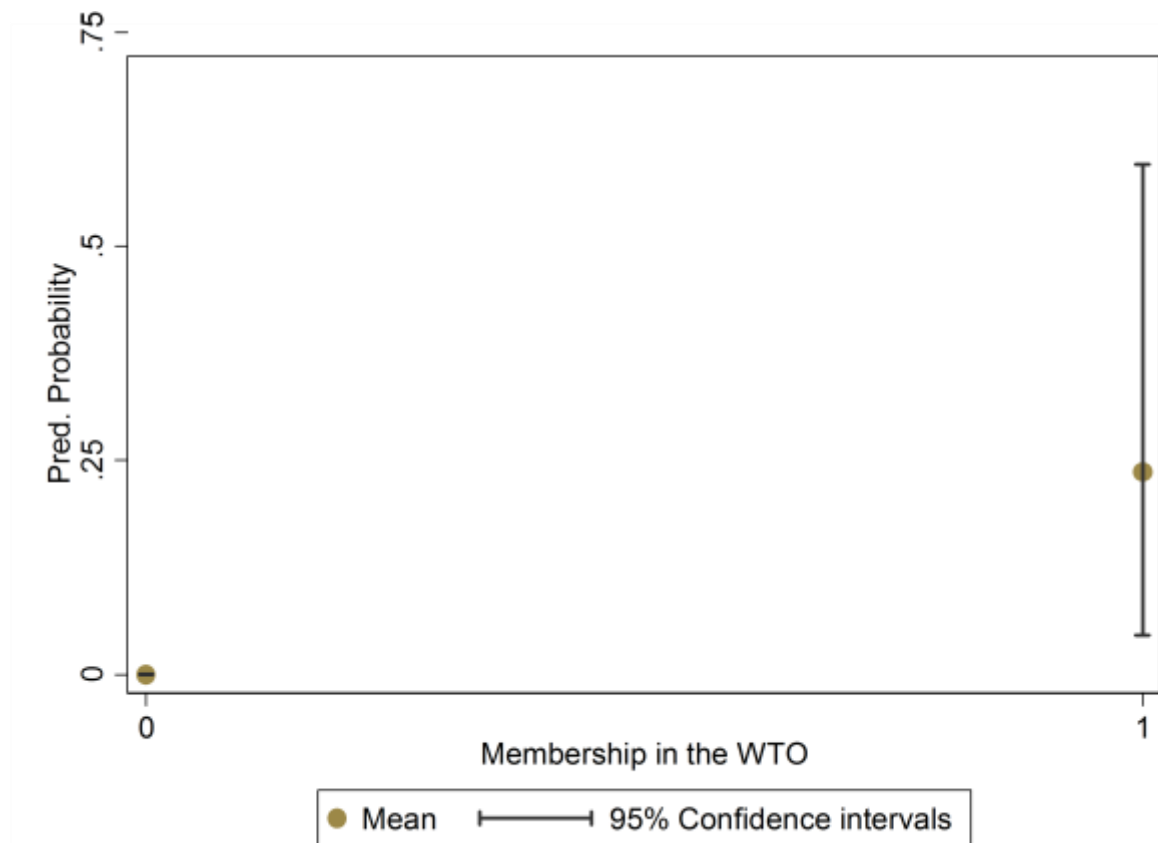 .75
.5
.25
0
Pred. Probability
0 1
Membership in the WTO
Mean 95% Confidence intervals